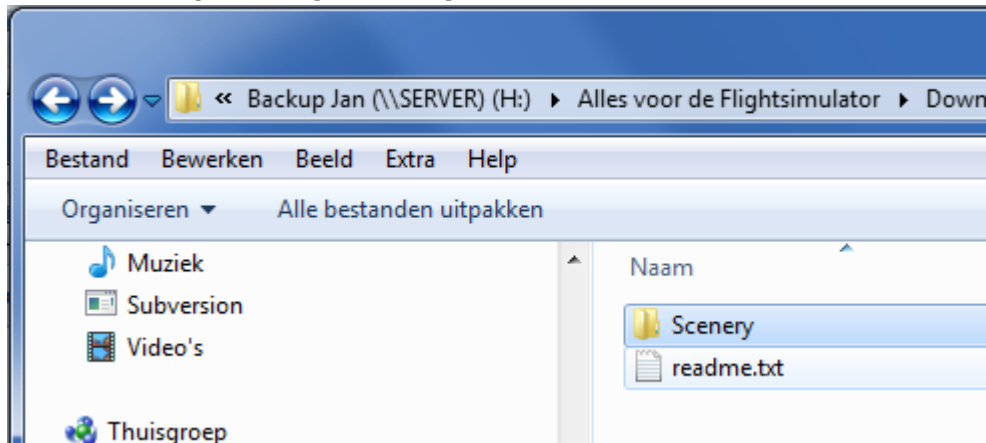 « Backup Jan (\\SERVER) (H:) ▸ Alles voor de Flightsimulator ▸ Down
Bestand Bewerken Beeld Extra Help
Organiseren ▼ Alle bestanden uitpakken
Muziek
Subversion
Video's
Thuisgroep
Naam
Scenery
readme.txt